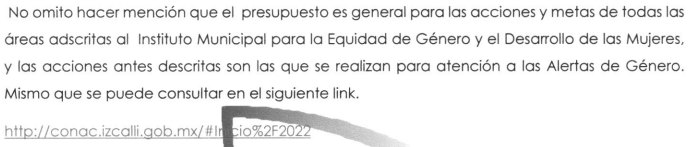 No omito hacer mención que el presupuesto es general para las acciones y metas de todas las
áreas adscritas al Instituto Municipal para la Equidad de Género y el Desarrollo de las Mujeres,
y las acciones antes descritas son las que se realizan para atención a las Alertas de Género.
Mismo que se puede consultar en el siguiente link.
http://conac.izcalli.gob.mx/#Inicio%2F2022